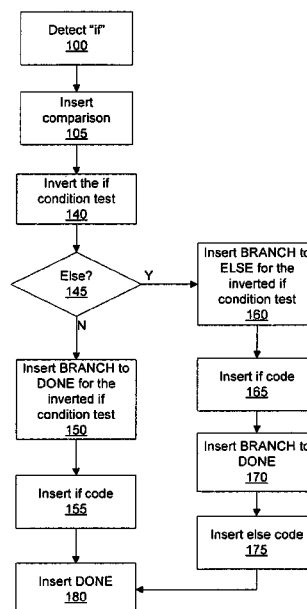 Detect "if"
100
Insert
comparison
105
Invert the if
condition test
140
Else?
145
Y
N
Insert BRANCH to
ELSE for the
inverted if
condition test
160
Insert BRANCH to
DONE for the
inverted if
condition test
150
Insert if code
165
Insert BRANCH to
DONE
170
Insert if code
155
Insert else code
175
Insert DONE
180